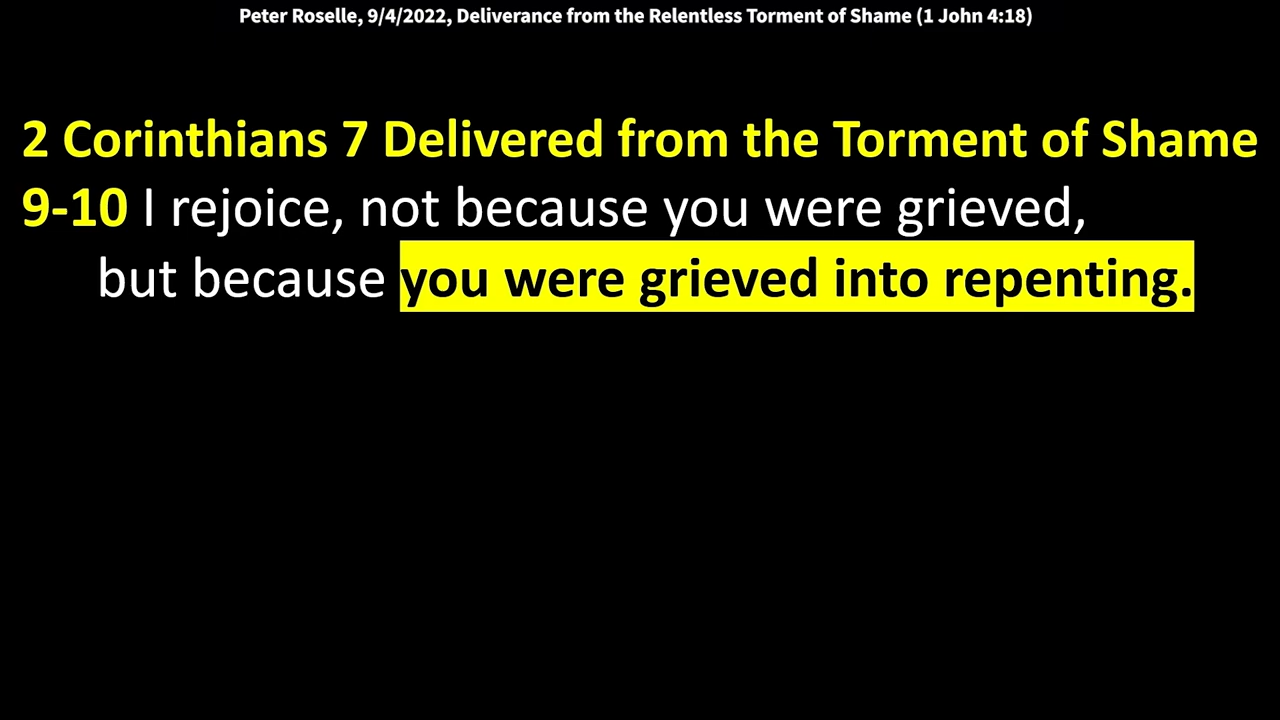 Peter Roselle, 9/4/2022, Deliverance from the Relentless Torment of Shame (1 John 4:18)
2 Corinthians 7 Delivered from the Torment of Shame
9-10 I rejoice, not because you were grieved,
but because you were grieved into repenting.